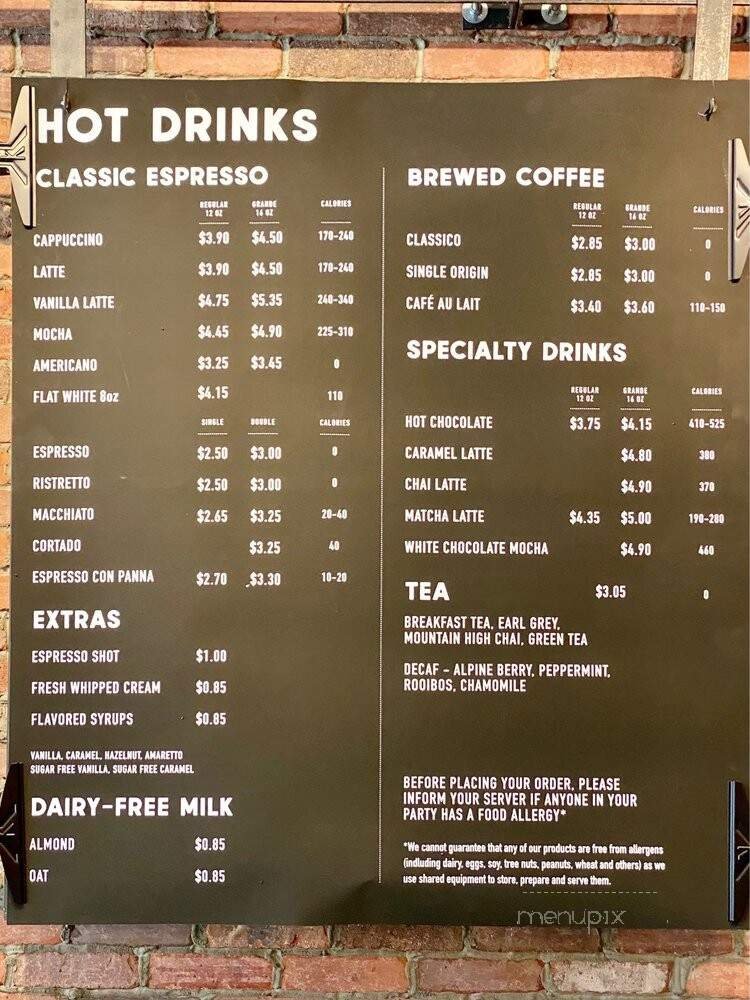 HOT DRINKS
CLASSIC ESPRESSO
REGULAR 12 OZ GRANDE 16 OZ CALORIES
CAPPUCCINO $3.90 $4.50 170-240
LATTE $3.90 $4.50 170-240
VANILLA LATTE $4.75 $5.35 240-340
MOCHA $4.45 $4.90 225-310
AMERICANO $3.25 $3.45 0
FLAT WHITE 8oz $4.15 110
SINGLE DOUBLE CALORIES
ESPRESSO $2.50 $3.00 0
RISTRETTO $2.50 $3.00 0
MACCHIATO $2.65 $3.25 20-40
CORTADO $3.25 40
ESPRESSO CON PANNA $2.70 $3.30 10-20
EXTRAS
ESPRESSO SHOT $1.00
FRESH WHIPPED CREAM $0.85
FLAVORED SYRUPS $0.85
VANILLA, CARAMEL, HAZELNUT, AMARETTO
SUGAR FREE VANILLA, SUGAR FREE CARAMEL
DAIRY-FREE MILK
ALMOND $0.85
OAT $0.85
BREWED COFFEE
REGULAR 12 OZ GRANDE 16 OZ CALORIES
CLASSICO $2.85 $3.00 0
SINGLE ORIGIN $2.85 $3.00 0
CAFÉ AU LAIT $3.40 $3.60 110-150
SPECIALTY DRINKS
REGULAR 12 OZ GRANDE 16 OZ CALORIES
HOT CHOCOLATE $3.75 $4.15 410-525
CARAMEL LATTE $4.80 380
CHAI LATTE $4.90 370
MATCHA LATTE $4.35 $5.00 190-280
WHITE CHOCOLATE MOCHA $4.90 460
TEA $3.05 0
BREAKFAST TEA, EARL GREY,
MOUNTAIN HIGH CHAI, GREEN TEA
DECAF - ALPINE BERRY, PEPPERMINT,
ROOIBOS, CHAMOMILE
BEFORE PLACING YOUR ORDER, PLEASE
INFORM YOUR SERVER IF ANYONE IN YOUR
PARTY HAS A FOOD ALLERGY*
*We cannot guarantee that any of our products are free from allergens
(indluding dairy, eggs, soy, tree nuts, peanuts, wheat and others) as we
use shared equipment to store, prepare and serve them.
menupix